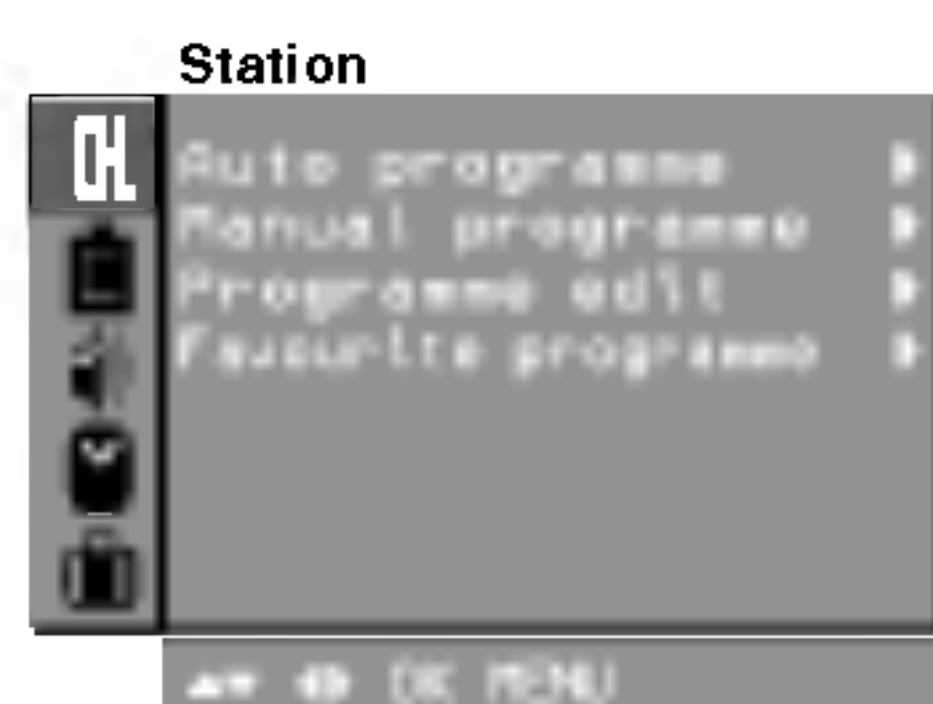 Station
CH
Auto programme
Manual programme
Programme edit
Favourite programme
OK MENU